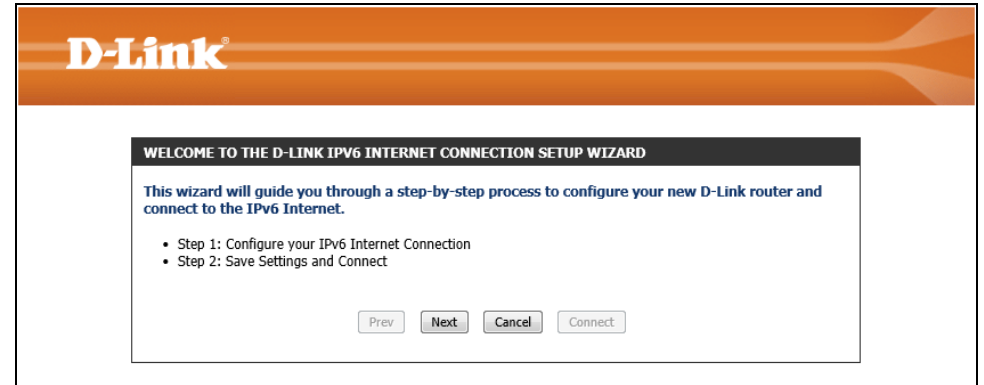 D-Link®
WELCOME TO THE D-LINK IPV6 INTERNET CONNECTION SETUP WIZARD
This wizard will guide you through a step-by-step process to configure your new D-Link router and
connect to the IPv6 Internet.
• Step 1: Configure your IPv6 Internet Connection
• Step 2: Save Settings and Connect
Prev Next Cancel Connect